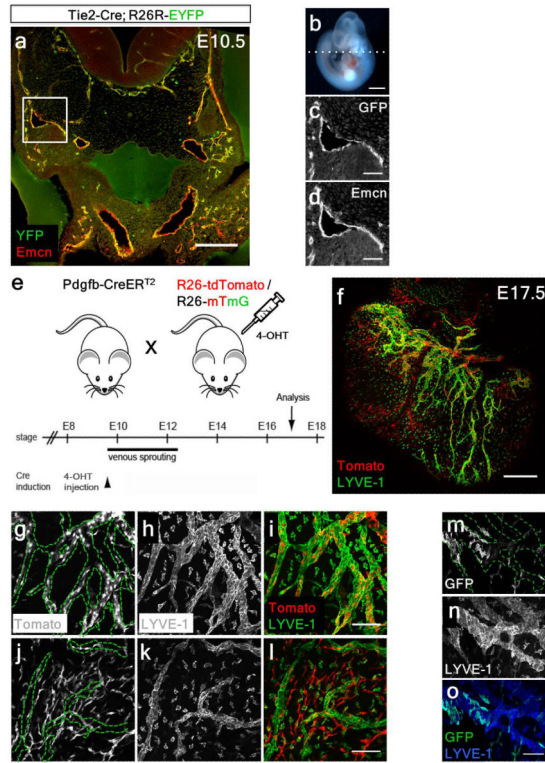 Tie2-Cre; R26R-EYFP
a
E10.5
YFP
Emcn
b
c
GFP
d
Emcn
e
Pdgfb-CreERT2
R26-tdTomato /
R26-mTmG
4-OHT
X
Analysis
E8 E10 E12 E14 E16 E18
stage
venous sprouting
Cre
induction
4-OHT
injection
f
E17.5
Tomato
LYVE-1
g
Tomato
h
LYVE-1
i
Tomato
LYVE-1
j
k
l
m
GFP
n
LYVE-1
o
GFP
LYVE-1